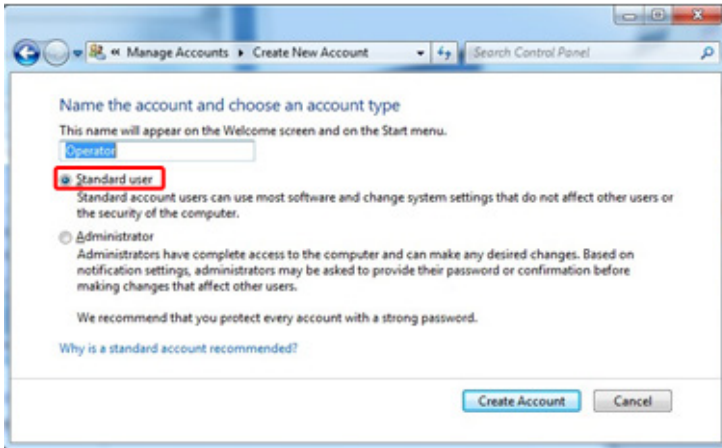 « Manage Accounts ▸ Create New Account
Search Control Panel
Name the account and choose an account type
This name will appear on the Welcome screen and on the Start menu.
Operator
Standard user
Standard account users can use most software and change system settings that do not affect other users or
the security of the computer.
Administrator
Administrators have complete access to the computer and can make any desired changes. Based on
notification settings, administrators may be asked to provide their password or confirmation before
making changes that affect other users.
We recommend that you protect every account with a strong password.
Why is a standard account recommended?
Create Account
Cancel